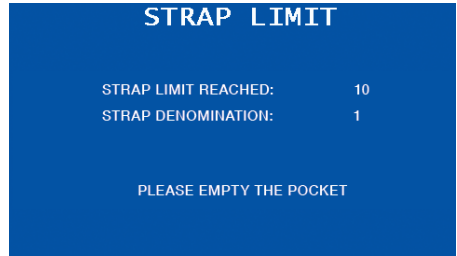 STRAP LIMIT
STRAP LIMIT REACHED: 10
STRAP DENOMINATION: 1
PLEASE EMPTY THE POCKET